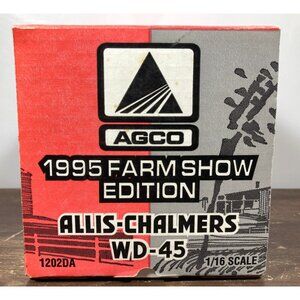 AGCO
1995 FARM SHOW
EDITION
ALLIS-CHALMERS
WD-45
1202DA
1/16 SCALE